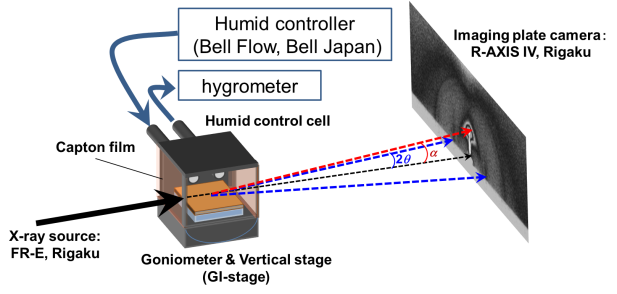 Humid controller
(Bell Flow, Bell Japan)
Imaging plate camera:
R-AXIS IV, Rigaku
hygrometer
Humid control cell
Capton film
2θ
α
X-ray source:
FR-E, Rigaku
Goniometer & Vertical stage
(GI-stage)